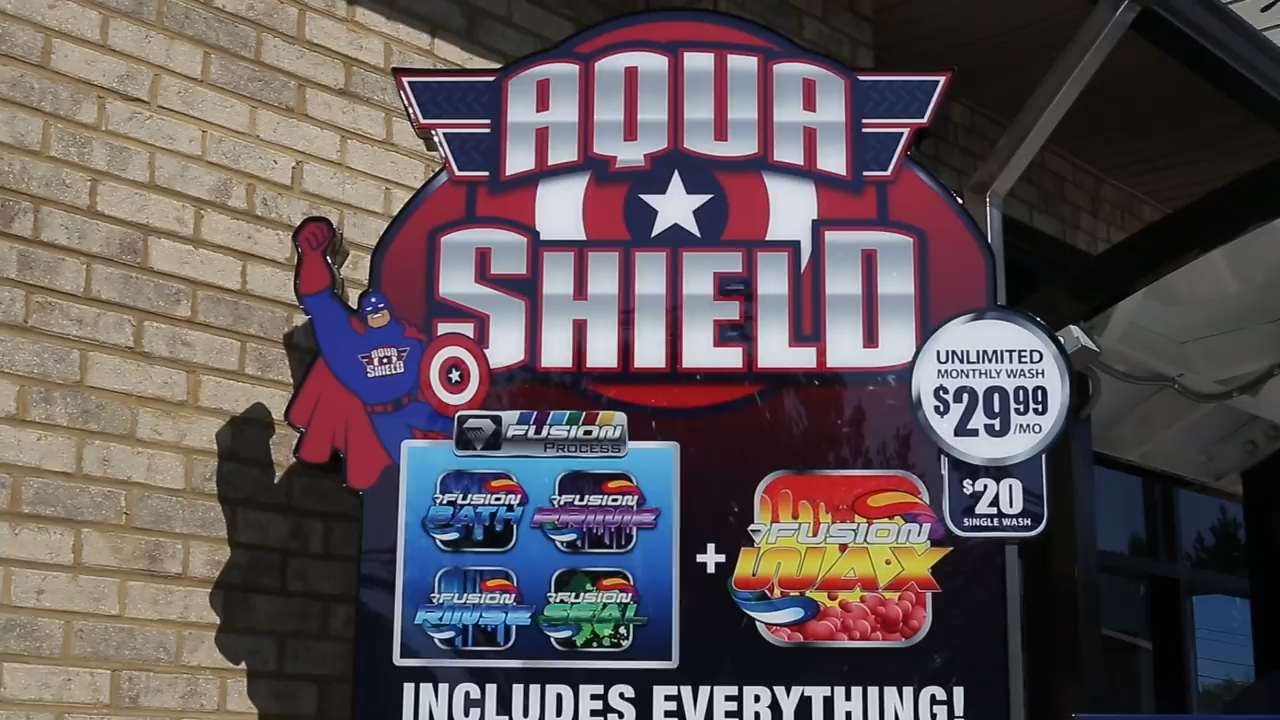 AQUA
SHIELD
AQUA
SHIELD
UNLIMITED
MONTHLY WASH
$29.99
/MO
$20
SINGLE WASH
FUSION
PROCESS
FUSION
BATH
FUSION
PRIME
FUSION
RINSE
FUSION
SEAL
+
FUSION
WAX
INCLUDES EVERYTHING!